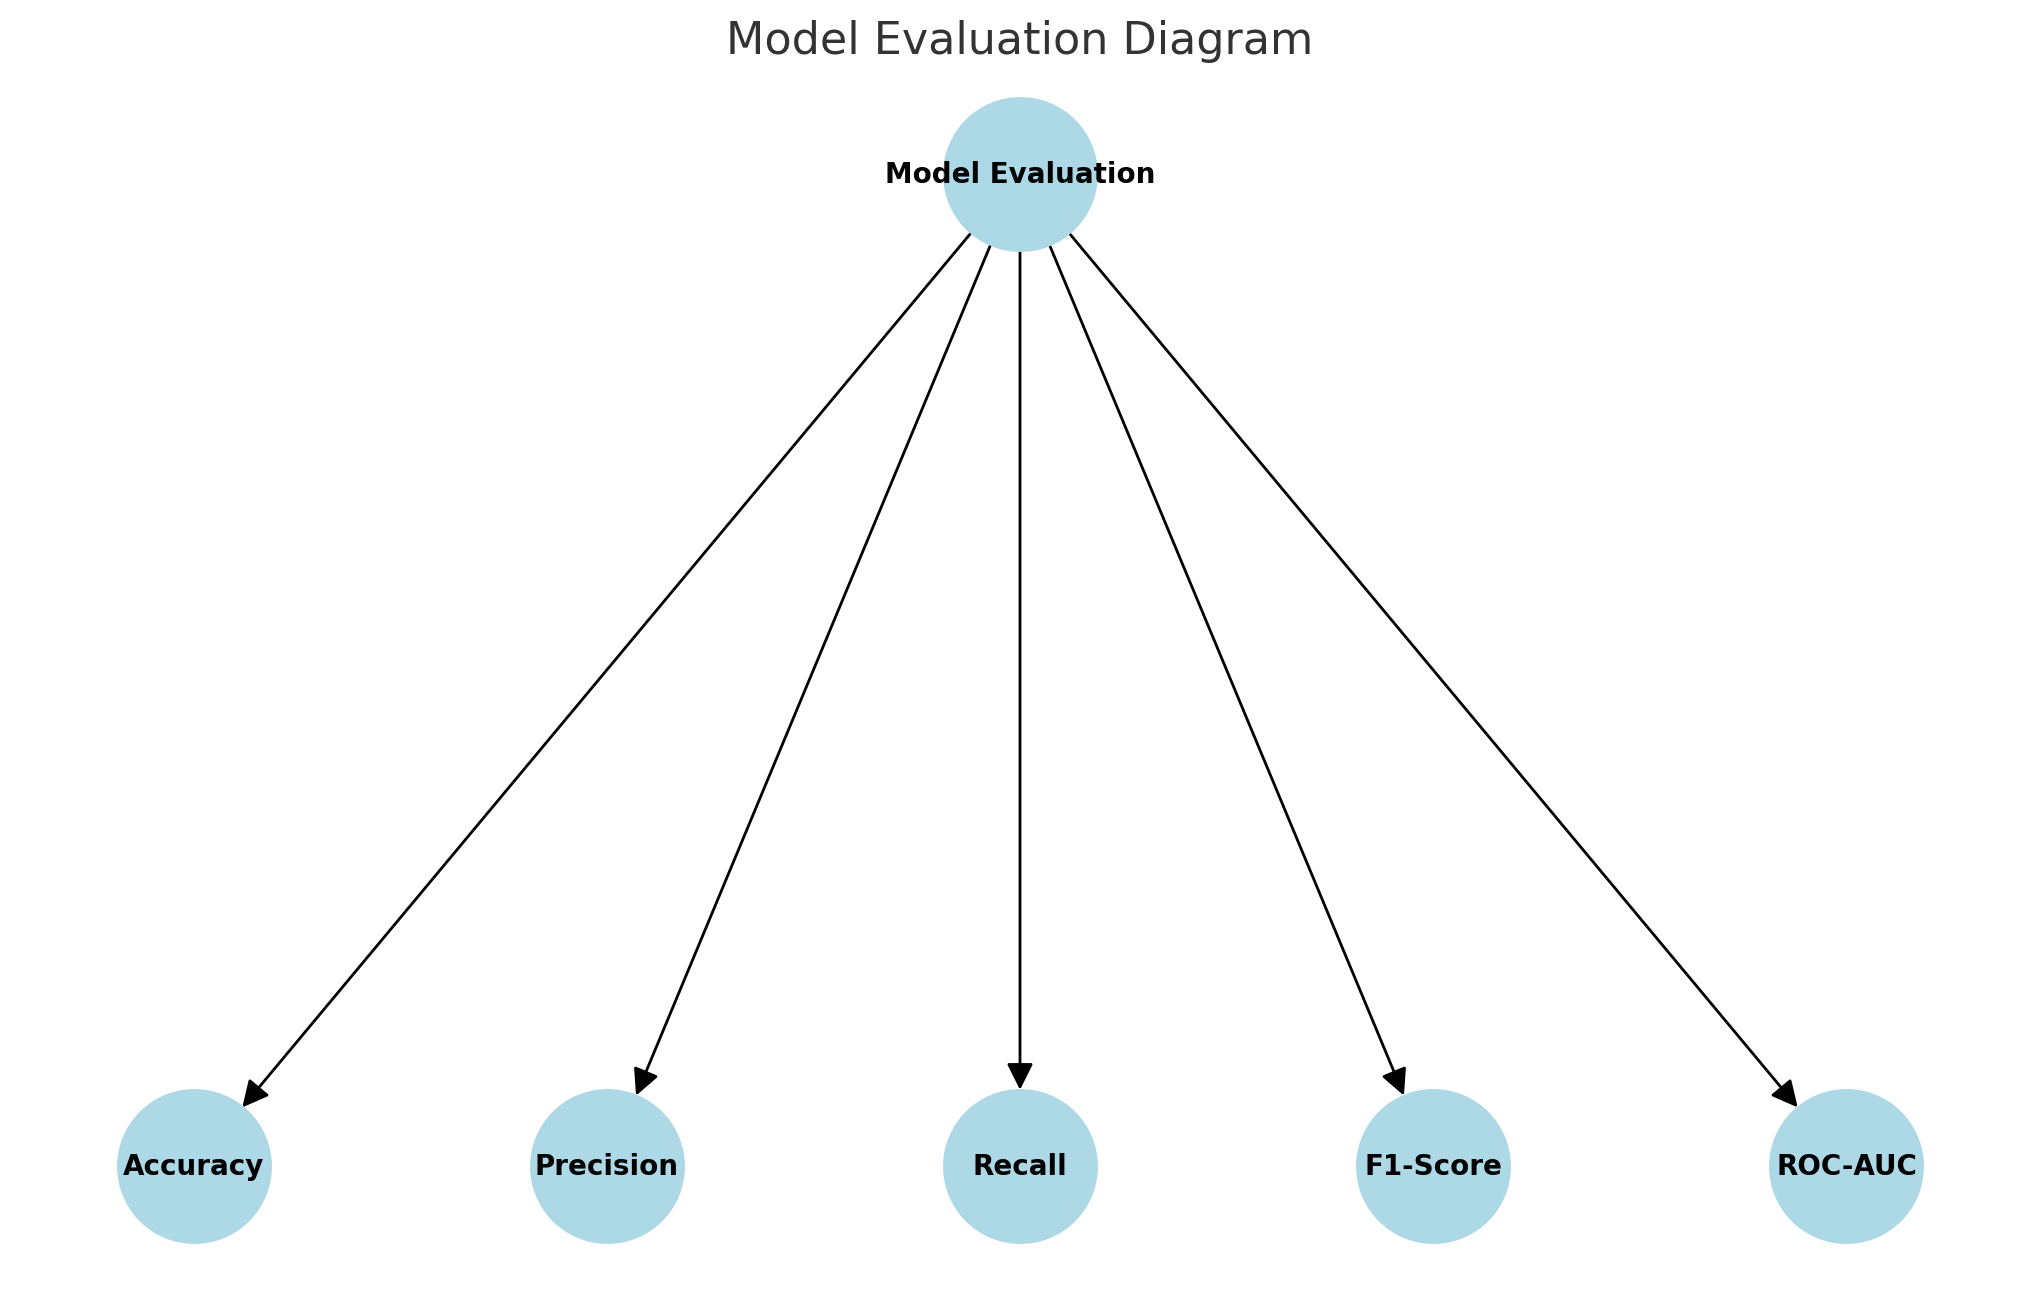 Model Evaluation Diagram
Model Evaluation
Accuracy
Precision
Recall
F1-Score
ROC-AUC